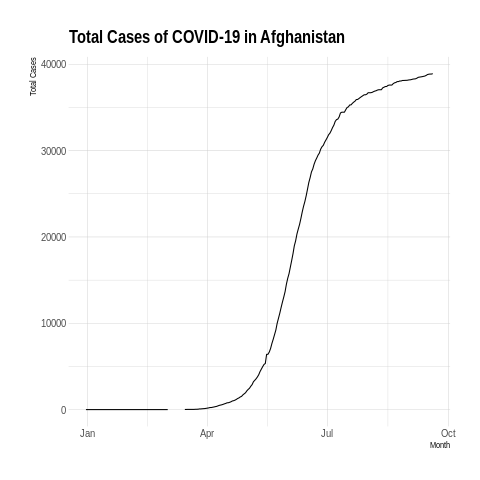 Total Cases of COVID-19 in Afghanistan
Total Cases
40000
30000
20000
10000
0
Jan Apr Jul Oct
Month